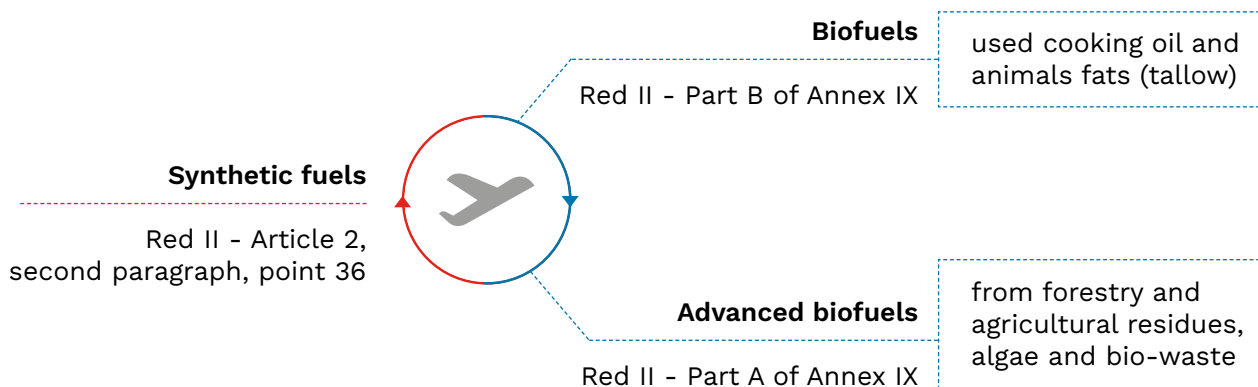 Biofuels
Red II - Part B of Annex IX
used cooking oil and
animals fats (tallow)
Synthetic fuels
Red II - Article 2,
second paragraph, point 36
Advanced biofuels
Red II - Part A of Annex IX
from forestry and
agricultural residues,
algae and bio-waste